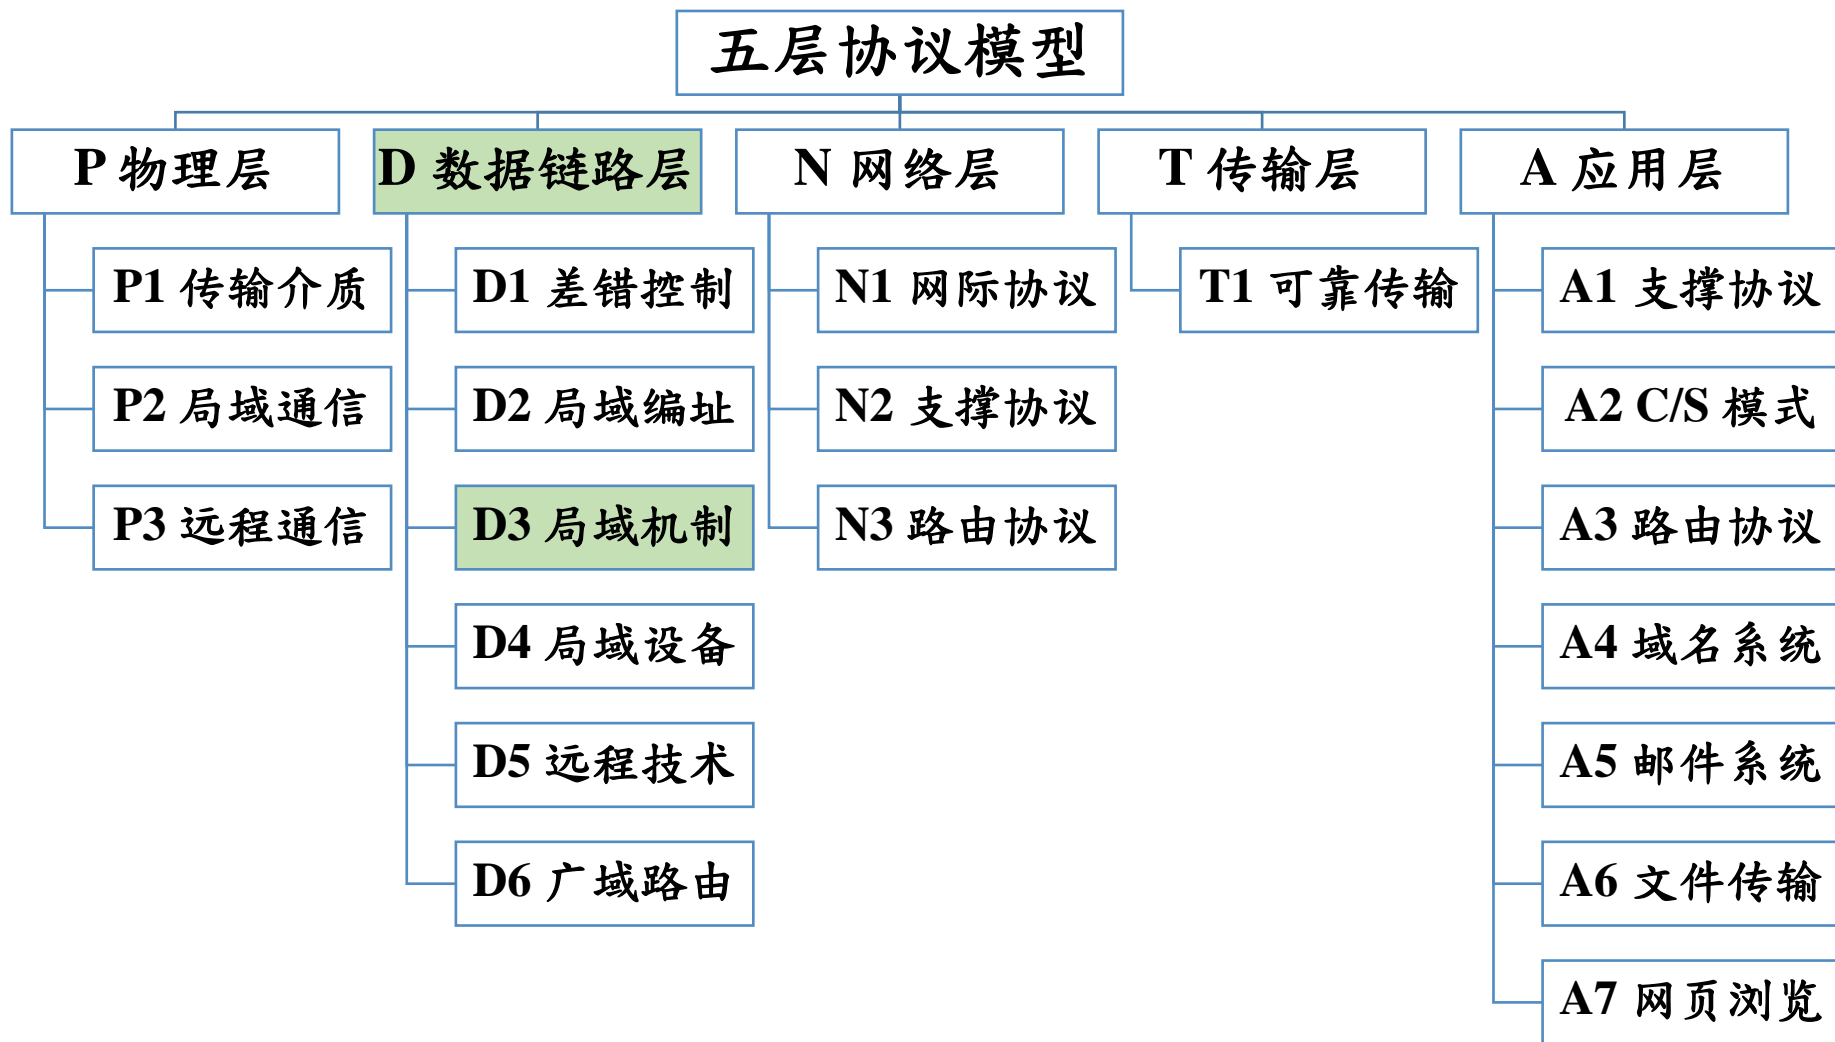 五层协议模型
P 物理层
P1 传输介质
P2 局域通信
P3 远程通信
D 数据链路层
D1 差错控制
D2 局域编址
D3 局域机制
D4 局域设备
D5 远程技术
D6 广域路由
N 网络层
N1 网际协议
N2 支撑协议
N3 路由协议
T 传输层
T1 可靠传输
A 应用层
A1 支撑协议
A2 C/S 模式
A3 路由协议
A4 域名系统
A5 邮件系统
A6 文件传输
A7 网页浏览